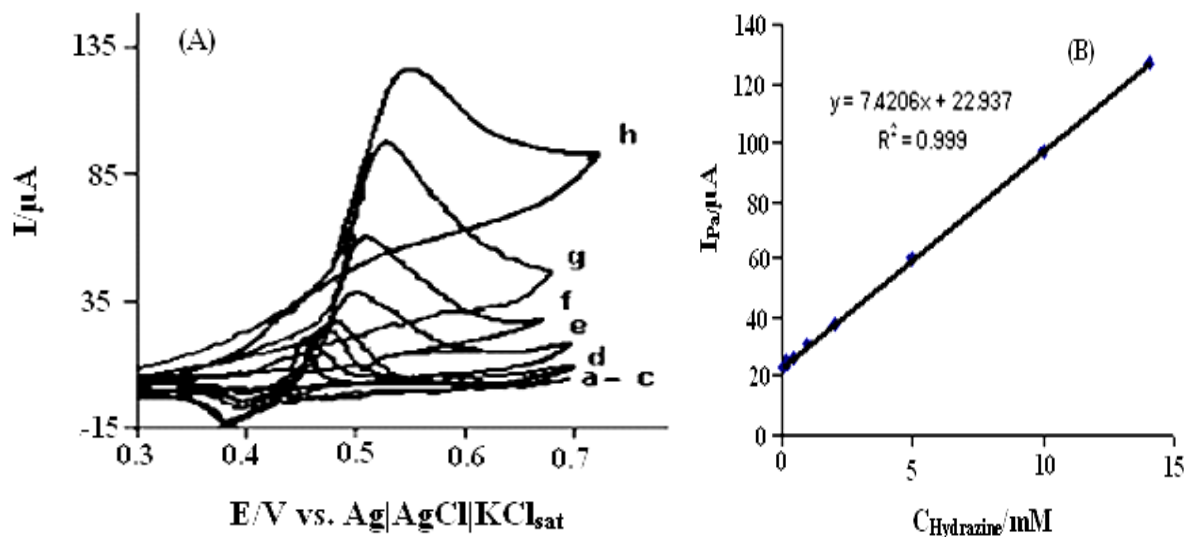 (A)
135
85
35
-15
I/µA
h
g
f
e
d
a – c
0.3 0.4 0.5 0.6 0.7
E/V vs. Ag|AgCl|KCl_sat
(B)
140
120
100
80
60
40
20
0
I_Pa/µA
y = 7.4206x + 22.937
R² = 0.999
0 5 10 15
C_Hydrazine/mM